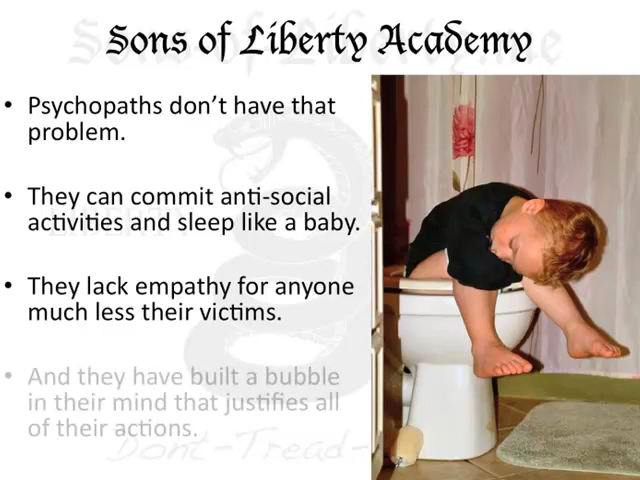 Sons of Liberty Academy
• Psychopaths don't have that
problem.
• They can commit anti-social
activities and sleep like a baby.
• They lack empathy for anyone
much less their victims.
• And they have built a bubble
in their mind that justifies all
of their actions.
Dont-Tread-